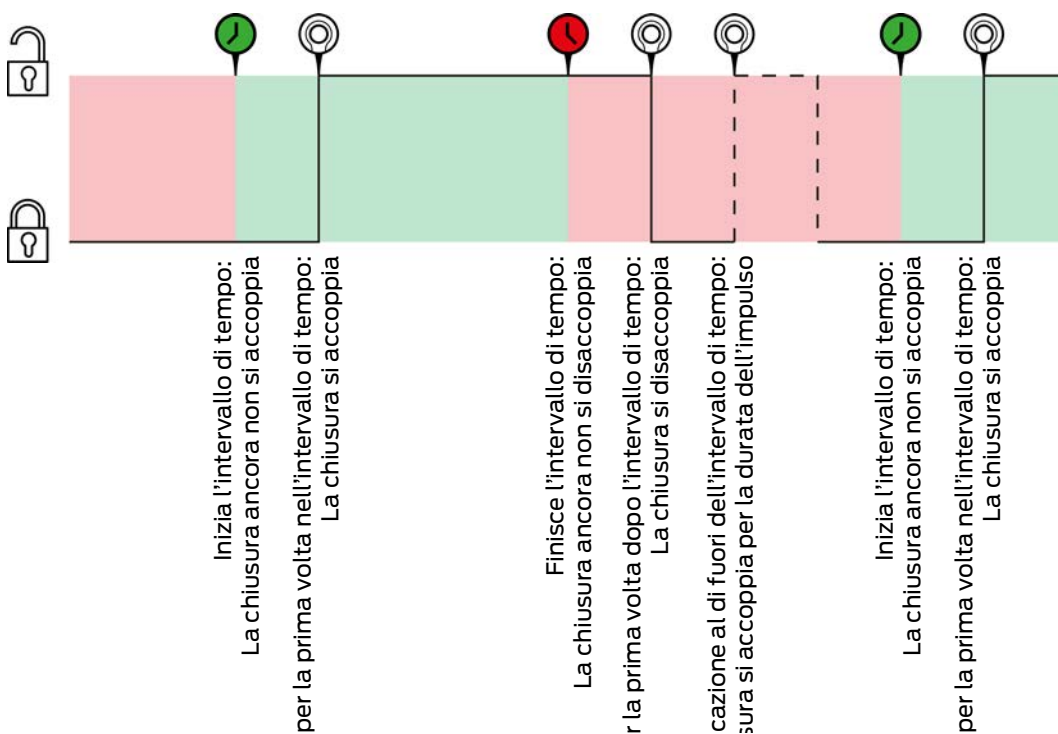 Inizia l'intervallo di tempo:
La chiusura ancora non si accoppia
per la prima volta nell'intervallo di tempo:
La chiusura si accoppia
Finisce l'intervallo di tempo:
La chiusura ancora non si disaccoppia
la prima volta dopo l'intervallo di tempo:
La chiusura si disaccoppia
al di fuori dell'intervallo di tempo:
si accoppia per la durata dell'impulso
Inizia l'intervallo di tempo:
La chiusura ancora non si accoppia
per la prima volta nell'intervallo di tempo:
La chiusura si accoppia